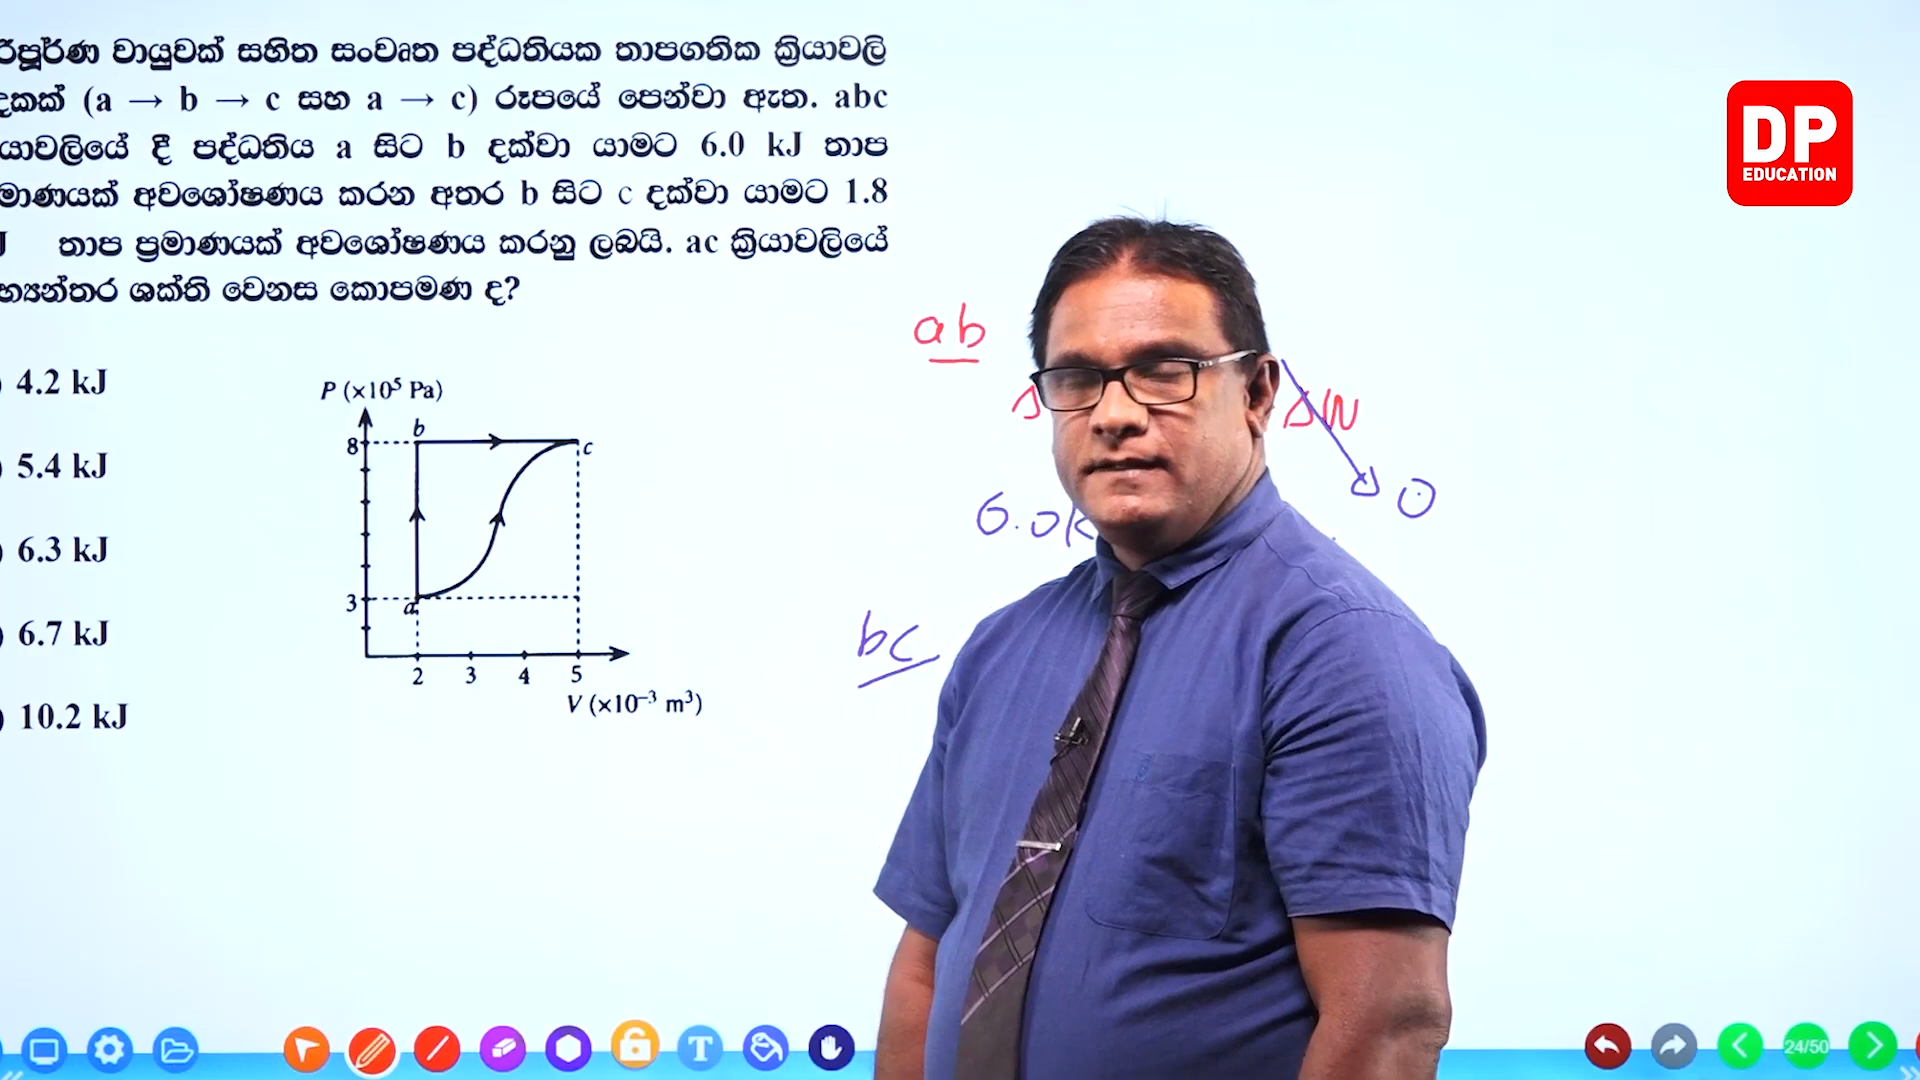 රිපූර්ණ වායුවක් සහිත සංවෘත පද්ධතියක තාපගතික ක්‍රියාවලි
දකක් (a → b → c සහ a → c) රූපයේ පෙන්වා ඇත. abc
යාවලියේ දී පද්ධතිය a සිට b දක්වා යාමට 6.0 kJ තාප
මාණයක් අවශෝෂණය කරන අතර b සිට c දක්වා යාමට 1.8
J තාප ප්‍රමාණයක් අවශෝෂණය කරනු ලබයි. ac ක්‍රියාවලියේ
භ්‍යන්තර ශක්ති වෙනස කොපමණ ද?
) 4.2 kJ
) 5.4 kJ
) 6.3 kJ
) 6.7 kJ
) 10.2 kJ
P (×10⁵ Pa)
8
b
c
3
a
2 3 4 5
V (×10⁻³ m³)
ab
ΔW
6.0k
0
bc
DP
EDUCATION
T
24/50